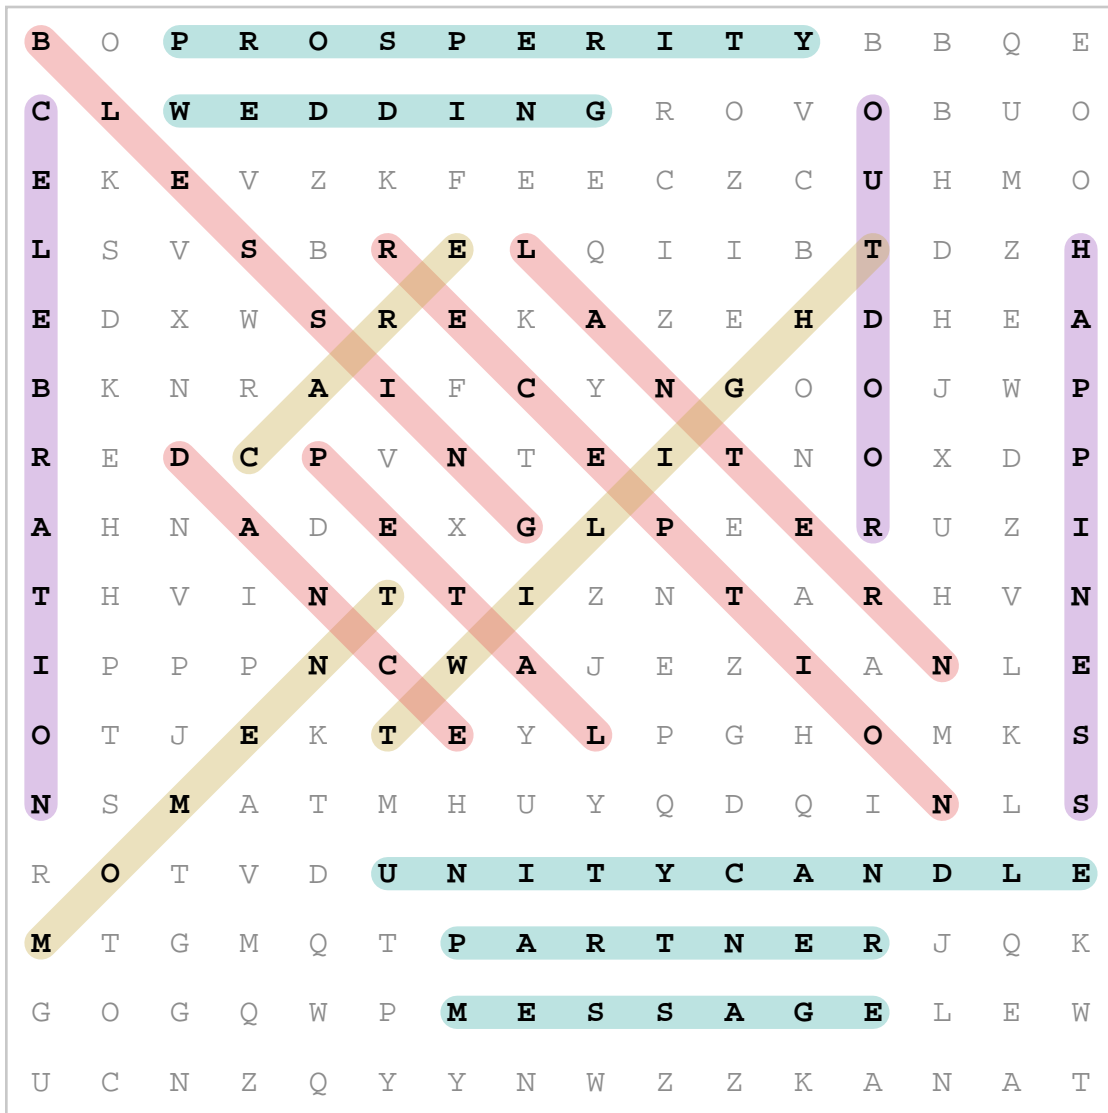 B O P R O S P E R I T Y B B Q E
C L W E D D I N G R O V O B U O
E K E V Z K F E E C Z C U H M O
L S V S B R E L Q I I B T D Z H
E D X W S R E K A Z E H D H E A
B K N R A I F C Y N G O O J W P
R E D C P V N T E I T N O X D P
A H N A D E X G L P E E R U Z I
T H V I N T T I Z N T A R H V N
I P P P N C W A J E Z I A N L E
O T J E K T E Y L P G H O M K S
N S M A T M H U Y Q D Q I N L S
R O T V D U N I T Y C A N D L E
M T G M Q T P A R T N E R J Q K
G O G Q W P M E S S A G E L E W
U C N Z Q Y Y N W Z Z K A N A T